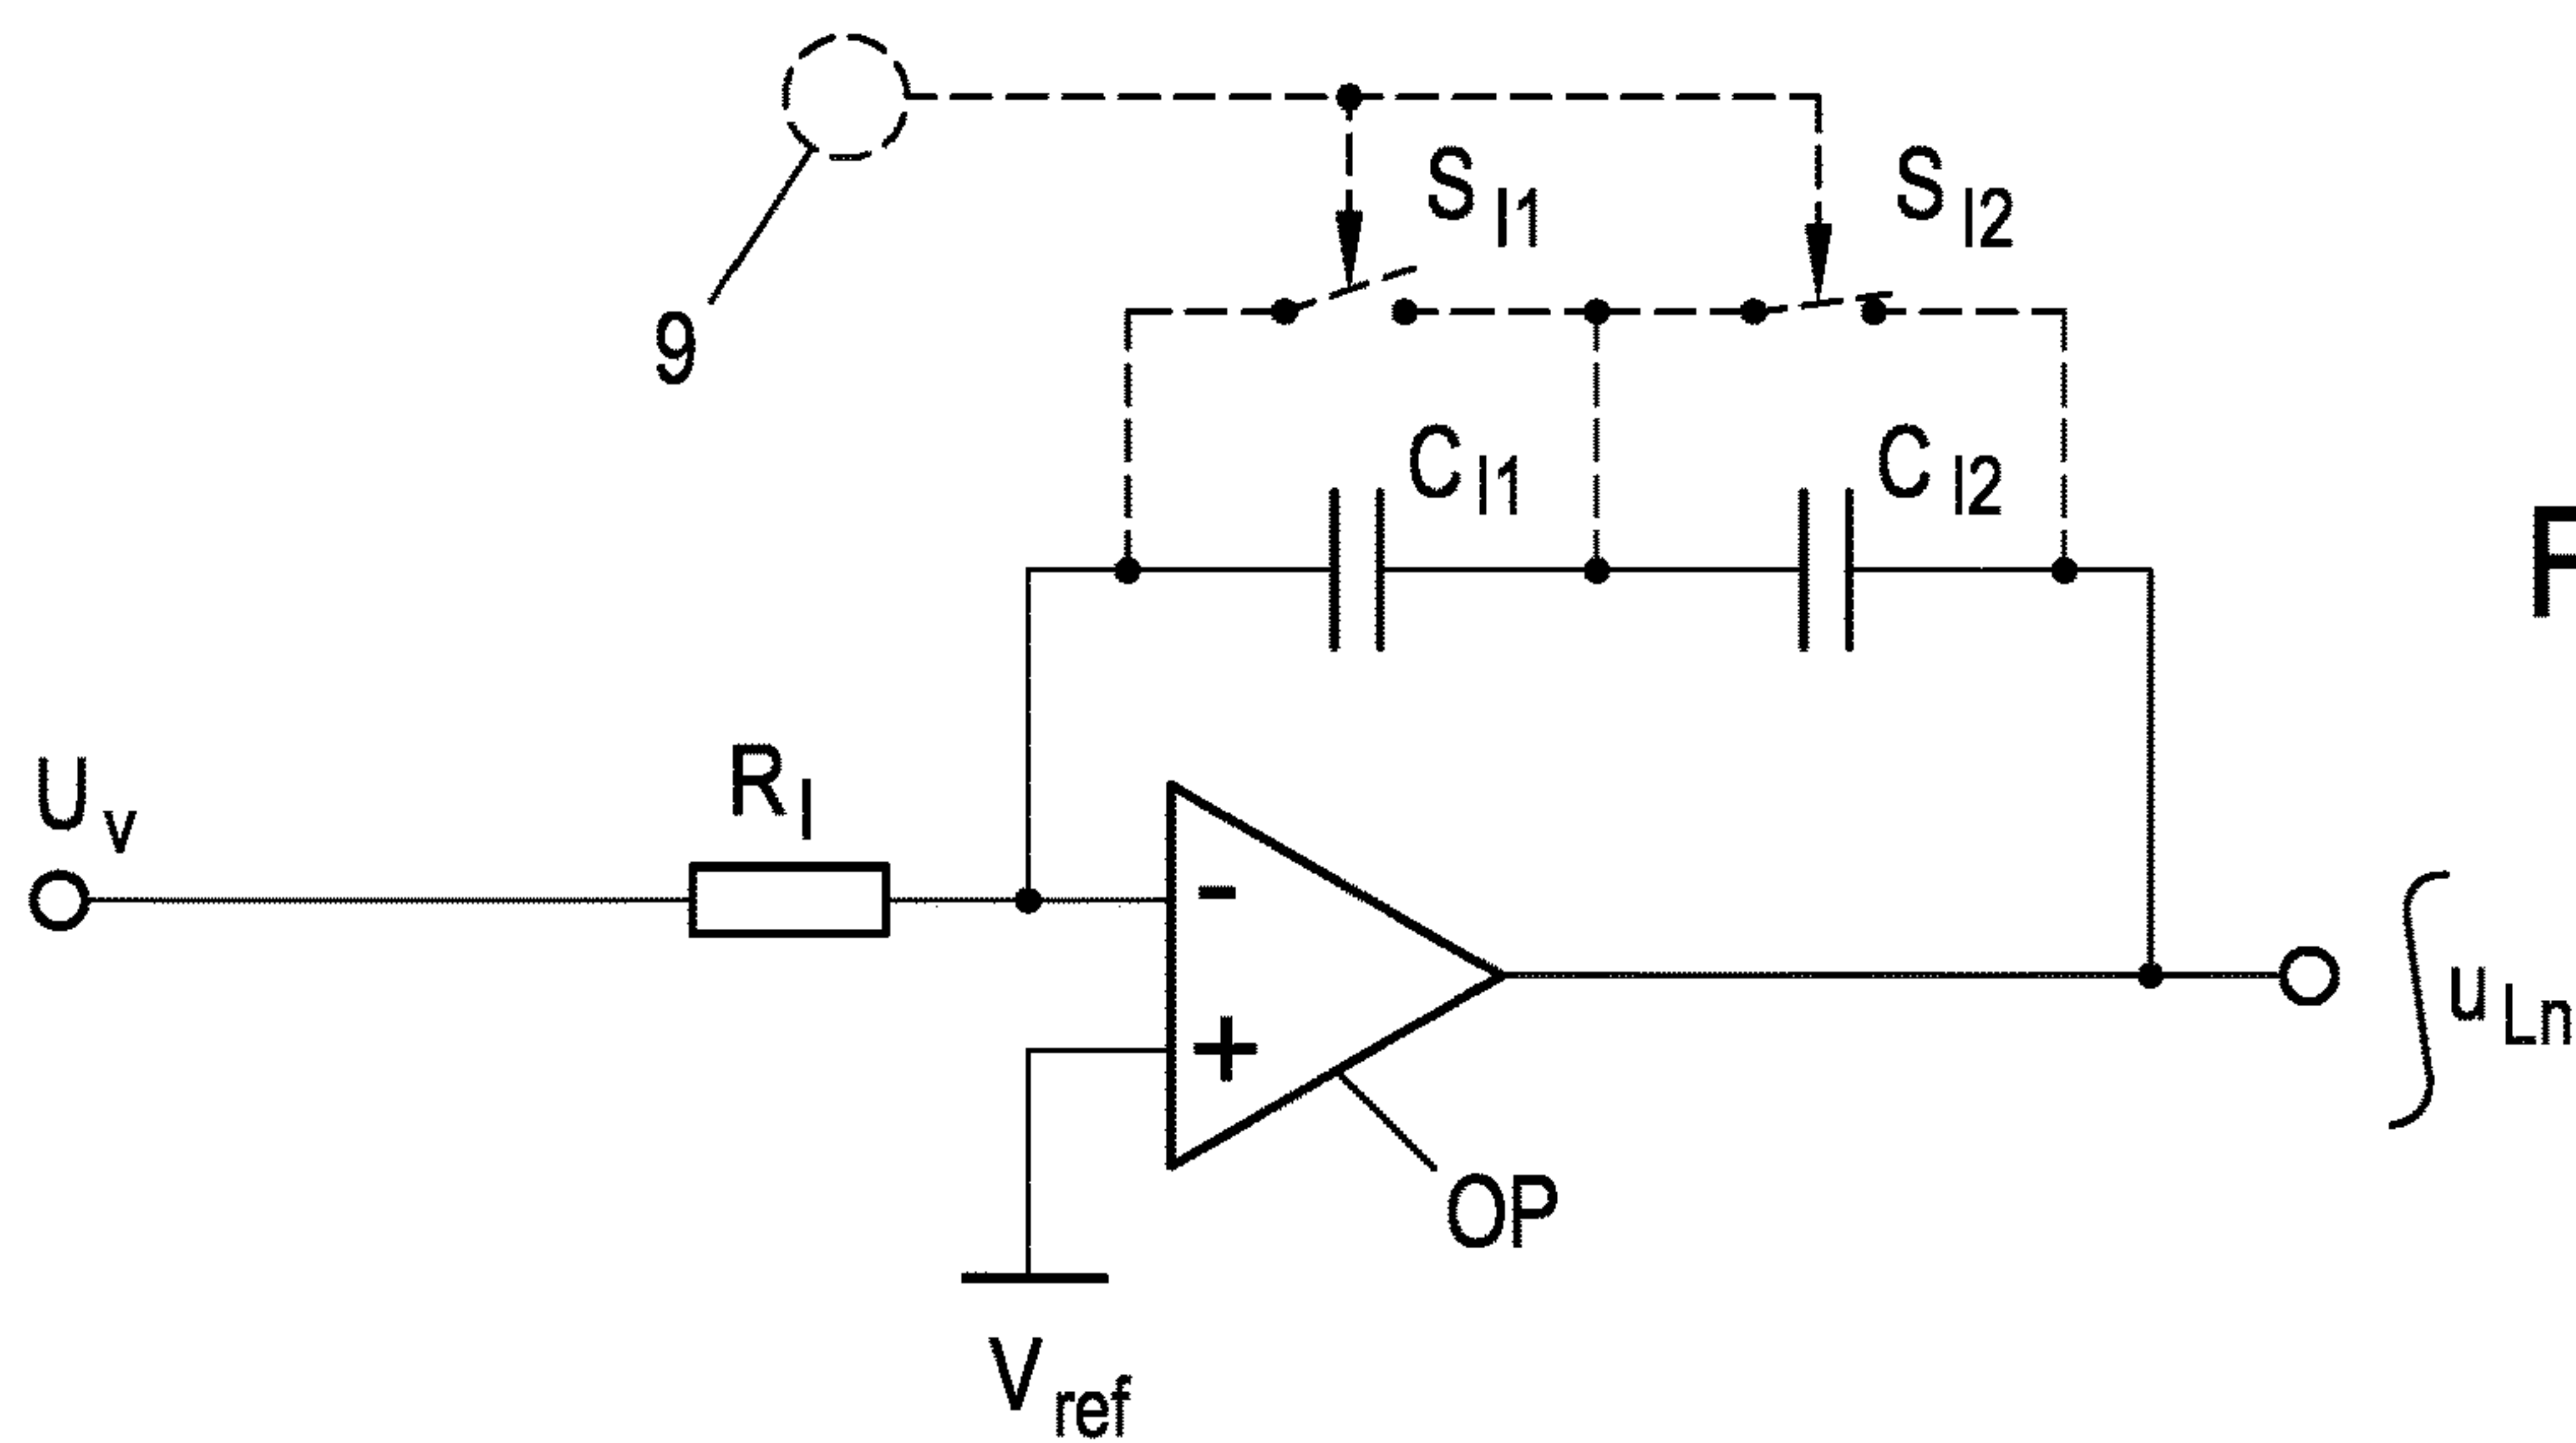 S I1
S I2
9
C I1
C I2
F
R I
U v
-
∫ u Ln
+
OP
V ref